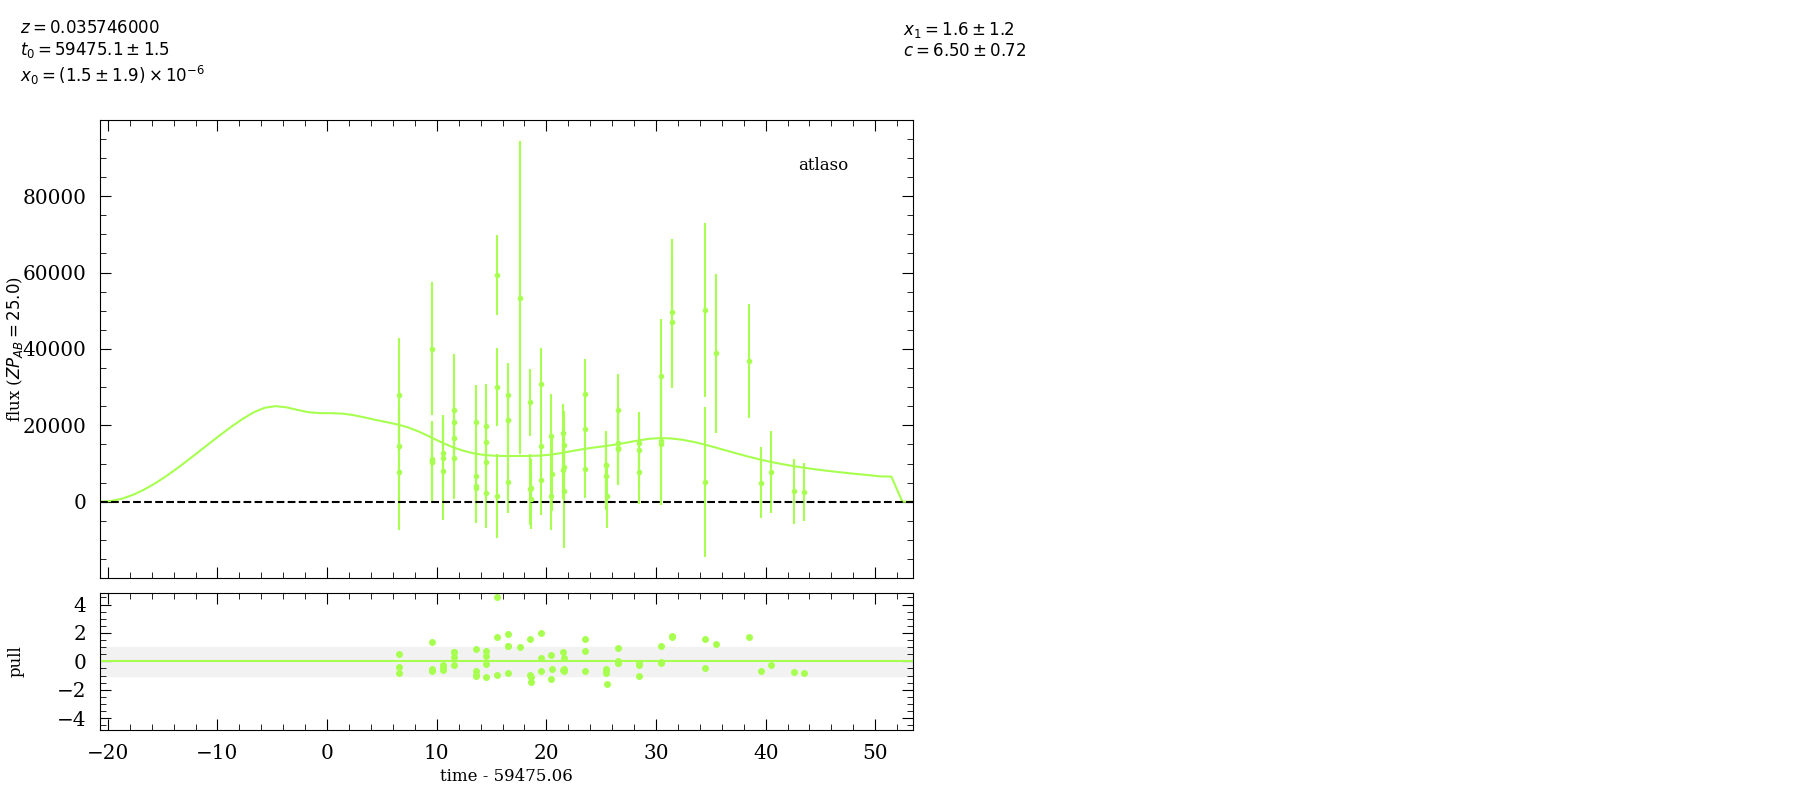 z = 0.035746000
t₀ = 59475.1 ± 1.5
x₀ = (1.5 ± 1.9) × 10⁻⁶
x₁ = 1.6 ± 1.2
c = 6.50 ± 0.72
atlaso
80000
60000
40000
20000
0
flux (ZP_AB = 25.0)
4
2
0
−2
−4
pull
−20 −10 0 10 20 30 40 50
time - 59475.06